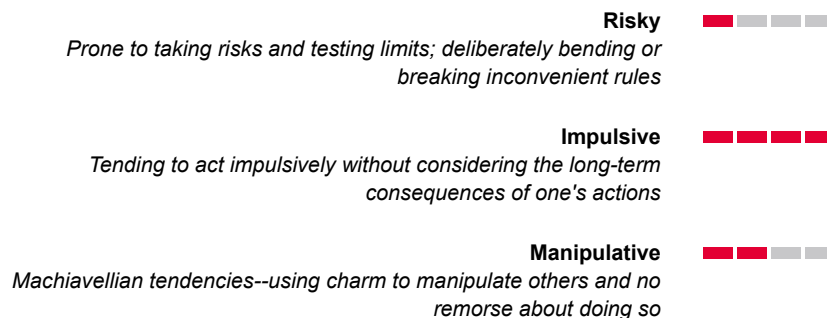 Risky
Prone to taking risks and testing limits; deliberately bending or
breaking inconvenient rules
Impulsive
Tending to act impulsively without considering the long-term
consequences of one's actions
Manipulative
Machiavellian tendencies--using charm to manipulate others and no
remorse about doing so